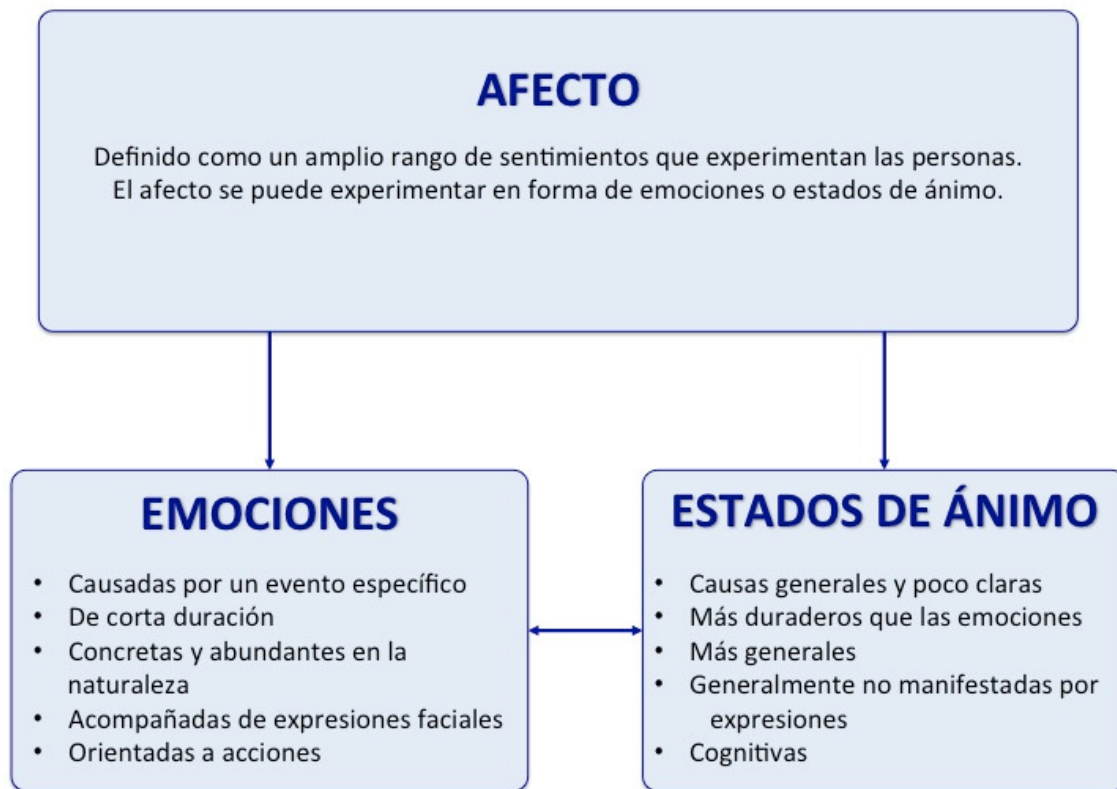 AFECTO
Definido como un amplio rango de sentimientos que experimentan las personas.
El afecto se puede experimentar en forma de emociones o estados de ánimo.
EMOCIONES
• Causadas por un evento específico
• De corta duración
• Concretas y abundantes en la
naturaleza
• Acompañadas de expresiones faciales
• Orientadas a acciones
ESTADOS DE ÁNIMO
• Causas generales y poco claras
• Más duraderos que las emociones
• Más generales
• Generalmente no manifestadas por
expresiones
• Cognitivas